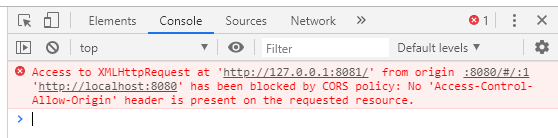 Elements Console Sources Network » 1
top Filter Default levels ▼
Access to XMLHttpRequest at 'http://127.0.0.1:8081/' from origin :8080/#/:1
'http://localhost:8080' has been blocked by CORS policy: No 'Access-Control-
Allow-Origin' header is present on the requested resource.
>